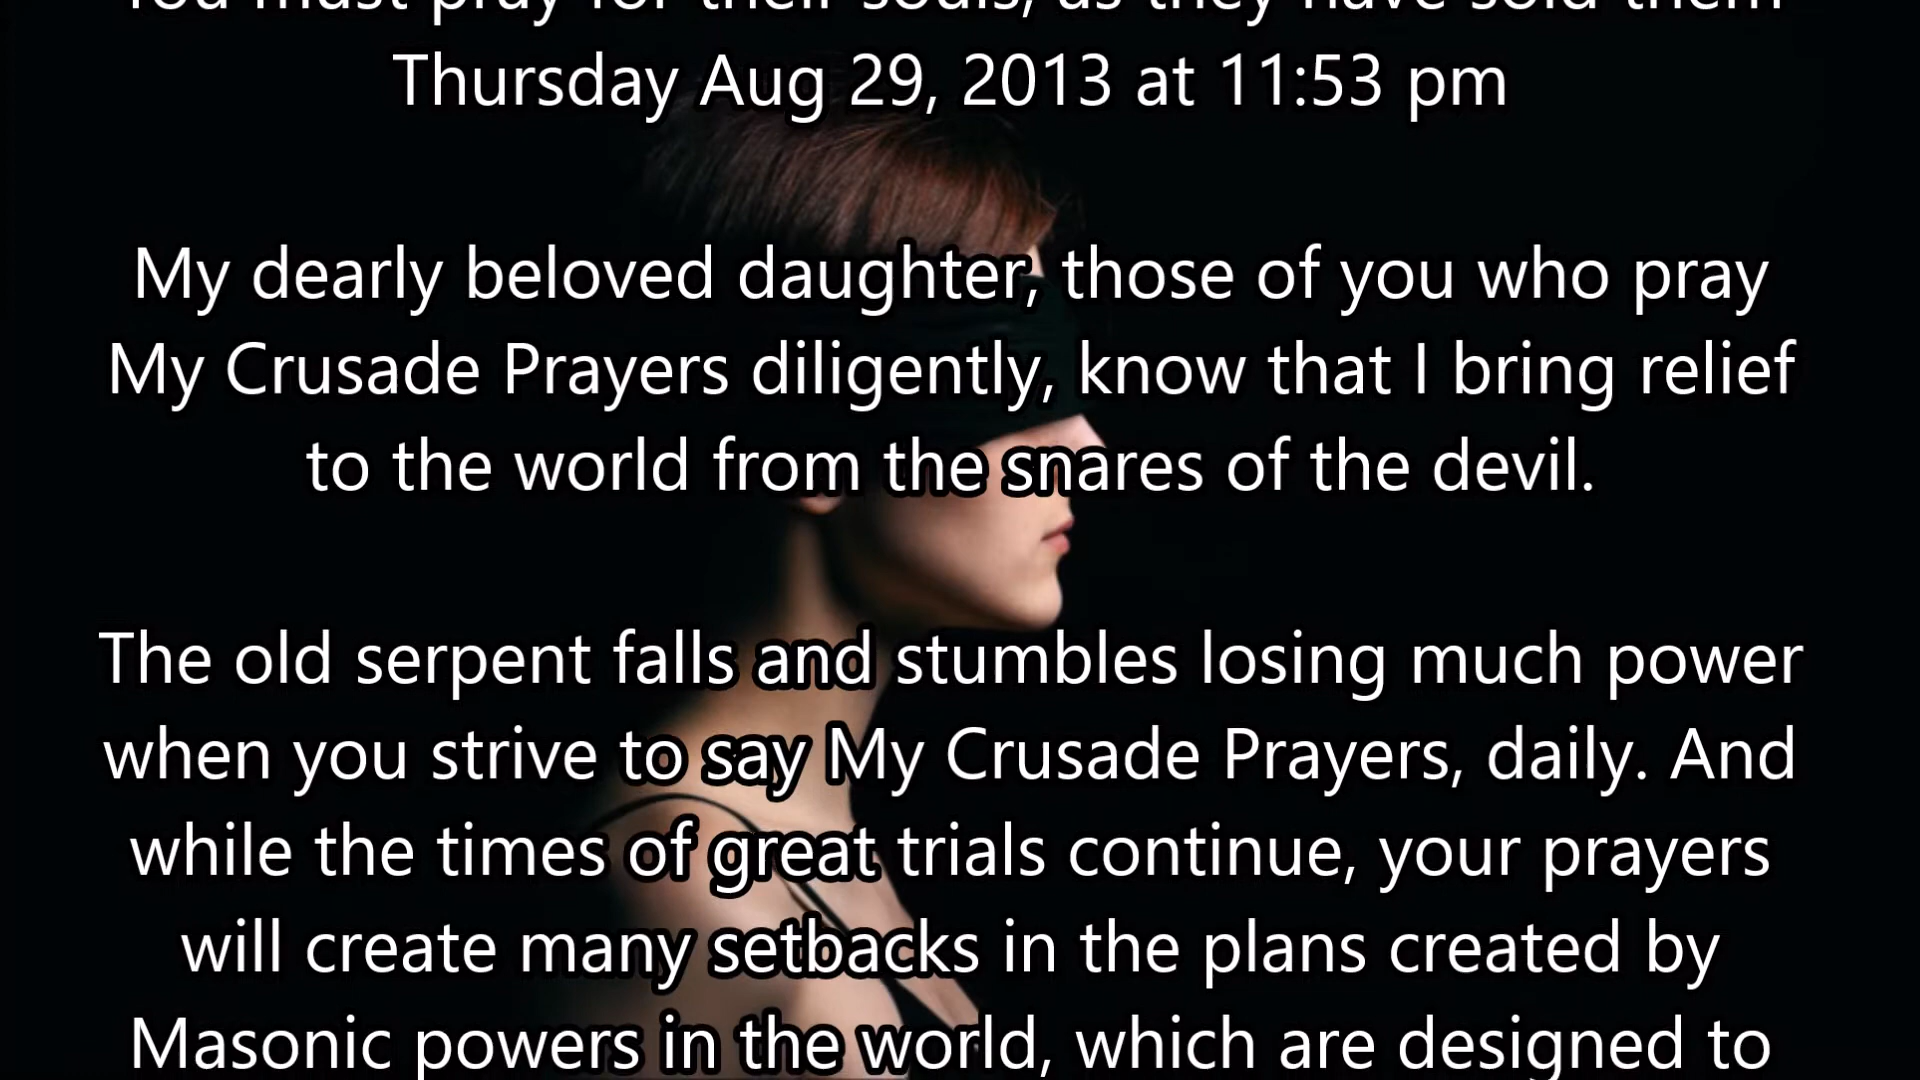 You must pray for their souls, as they have sold them
Thursday Aug 29, 2013 at 11:53 pm
My dearly beloved daughter, those of you who pray
My Crusade Prayers diligently, know that I bring relief
to the world from the snares of the devil.
The old serpent falls and stumbles losing much power
when you strive to say My Crusade Prayers, daily. And
while the times of great trials continue, your prayers
will create many setbacks in the plans created by
Masonic powers in the world, which are designed to